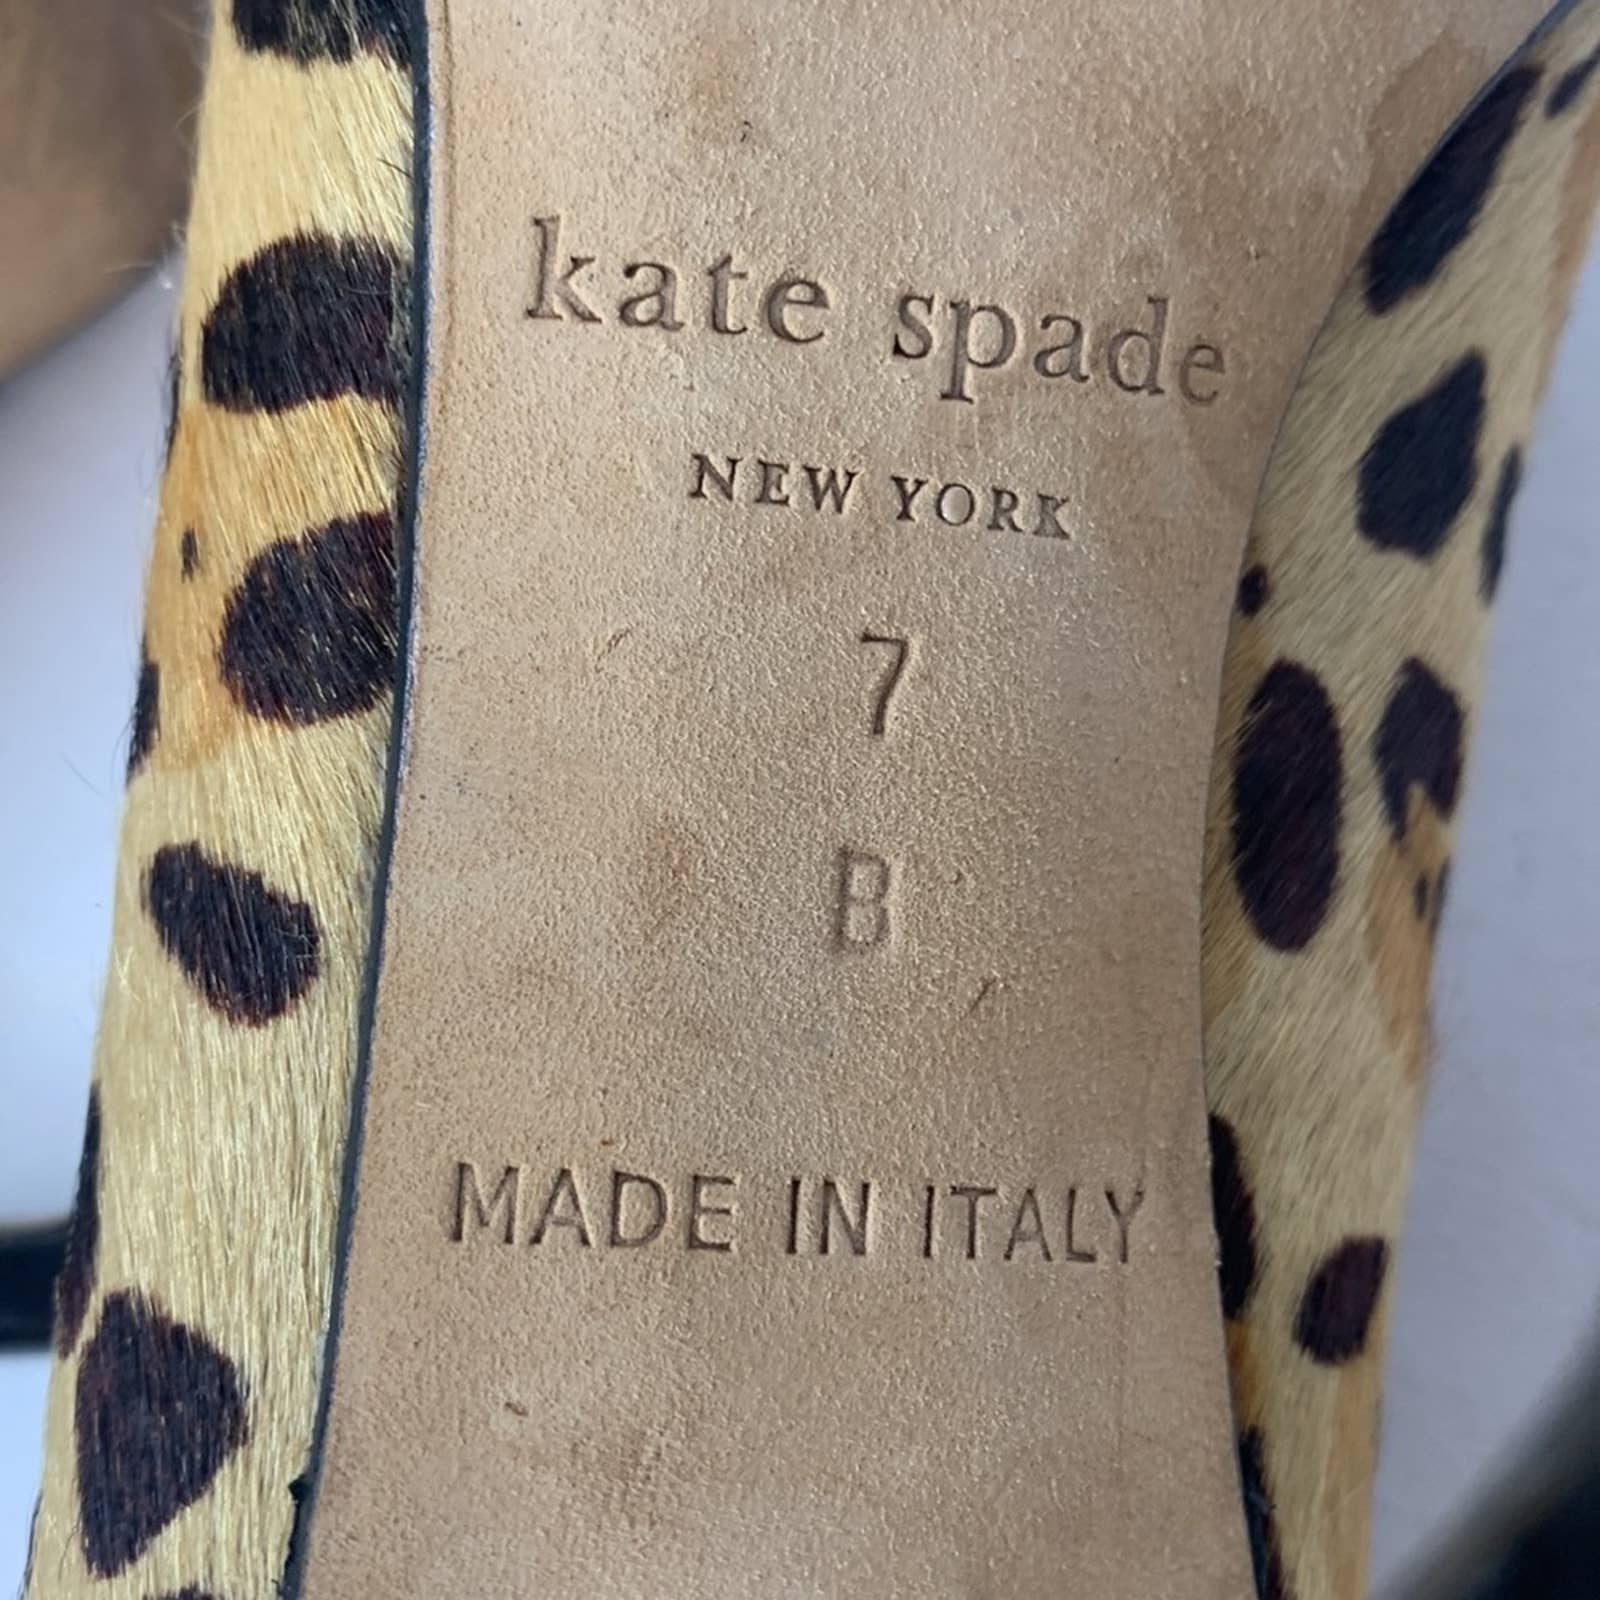 kate spade
NEW YORK
7
B
MADE IN ITALY